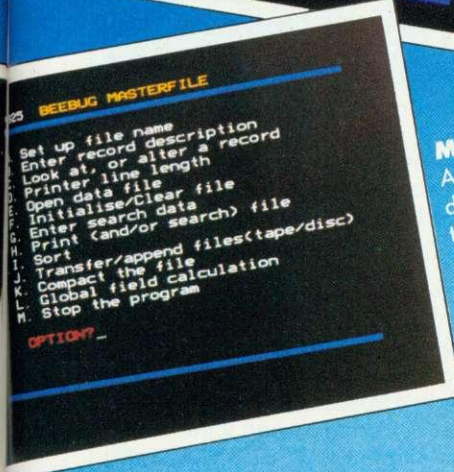 925 BEEBUG MASTERFILE
Set up file name
Enter record description
Look at, or alter a record
Printer line length
E. Open data file
F. Initialise/Clear file
G. Enter search data
H. Print (and/or search) file
I. Sort
J. Transfer/append files(tape/disc)
K. Compact the file
L. Global field calculation
M. Stop the program
OPTION?_
M
A
d
t